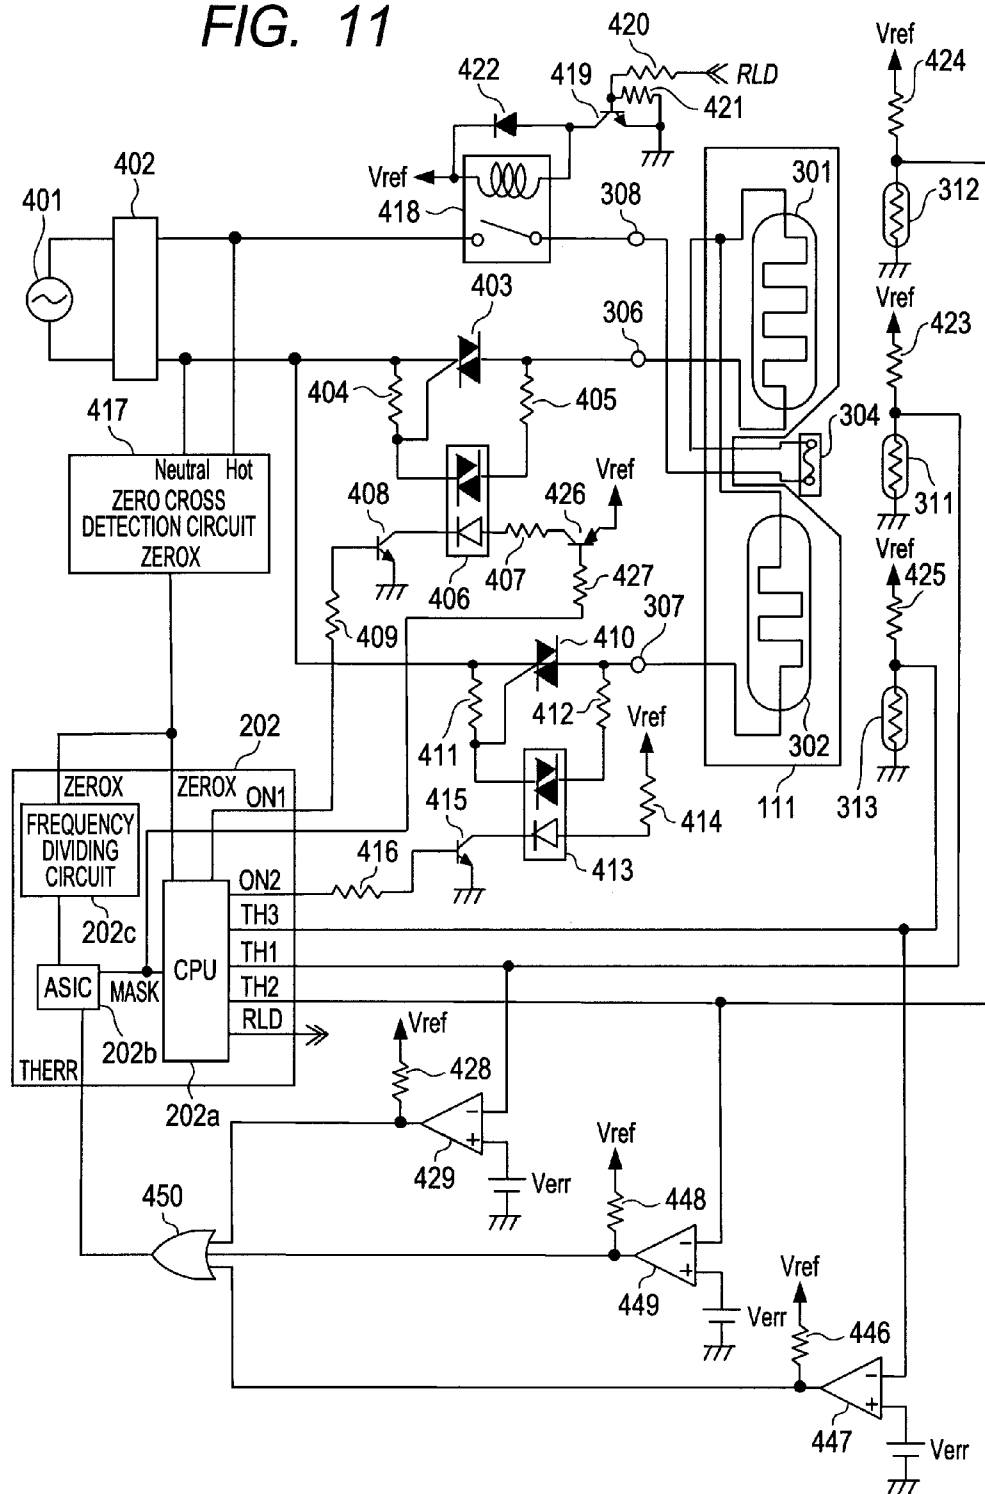 FIG. 11
420
Vref
424
422
419
RLD
421
402
301
Vref
401
308
312
418
403
Vref
306
423
404
405
417
304
Neutral Hot
Vref
ZERO CROSS
DETECTION CIRCUIT
ZEROX
408
426
311
Vref
425
406
407
427
409
307
410
411
412
Vref
202
302
313
ZEROX
ZEROX
ON1
111
415
FREQUENCY
DIVIDING
CIRCUIT
414
416
413
ON2
202c
TH3
TH1
CPU
ASIC
MASK
TH2
RLD
202b
Vref
THERR
428
202a
Vref
429
Verr
450
448
Vref
449
Verr
446
447
Verr